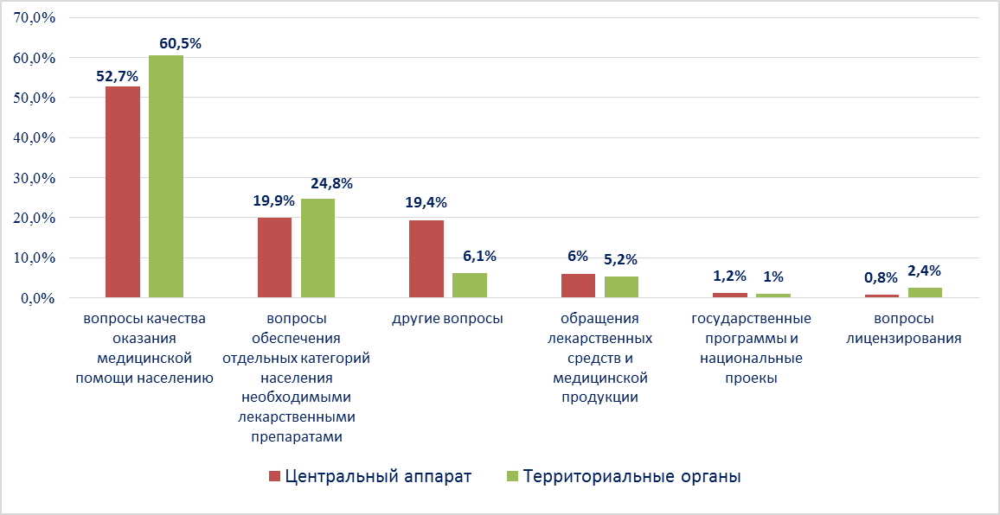 70,0%
60,0%
50,0%
40,0%
30,0%
20,0%
10,0%
0,0%
52,7%
60,5%
19,9%
24,8%
19,4%
6,1%
6%
5,2%
1,2%
1%
0,8%
2,4%
вопросы качества
оказания
медицинской
помощи населению
вопросы
обеспечения
отдельных категорий
населения
необходимыми
лекарственными
препаратами
другие вопросы
обращения
лекарственных
средств и
медицинской
продукции
государственные
программы и
национальные
проекы
вопросы
лицензирования
Центральный аппарат
Территориальные органы